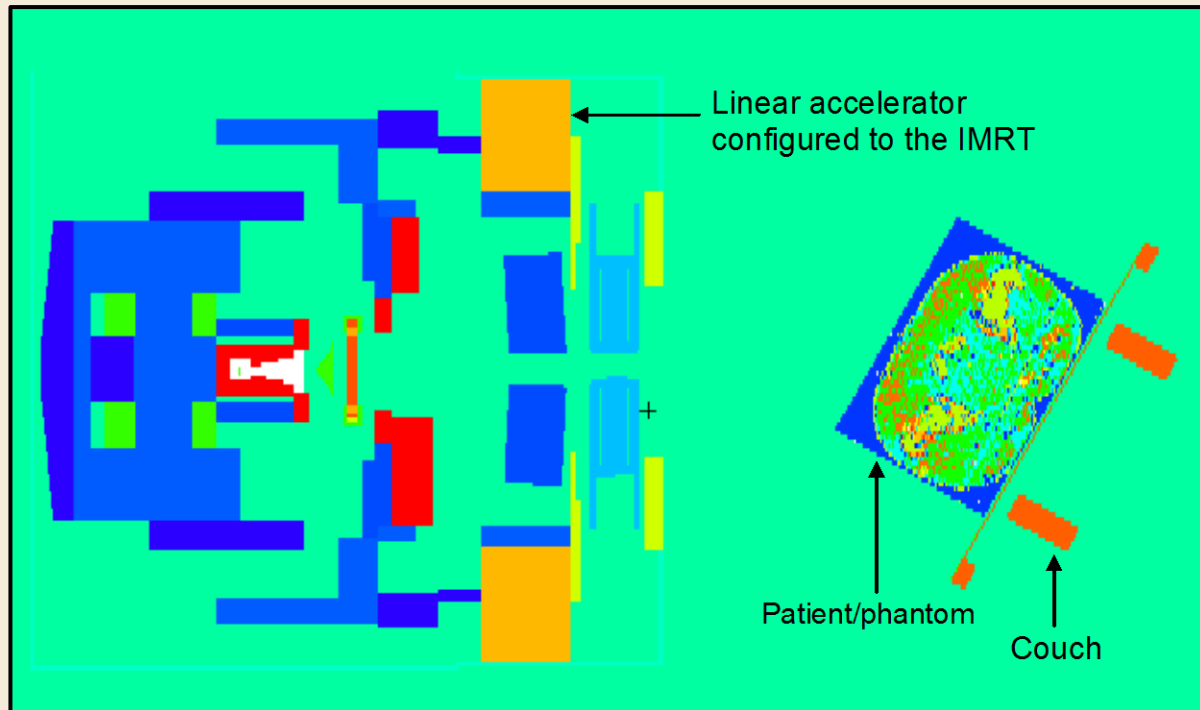 Linear accelerator
configured to the IMRT
Patient/phantom
Couch